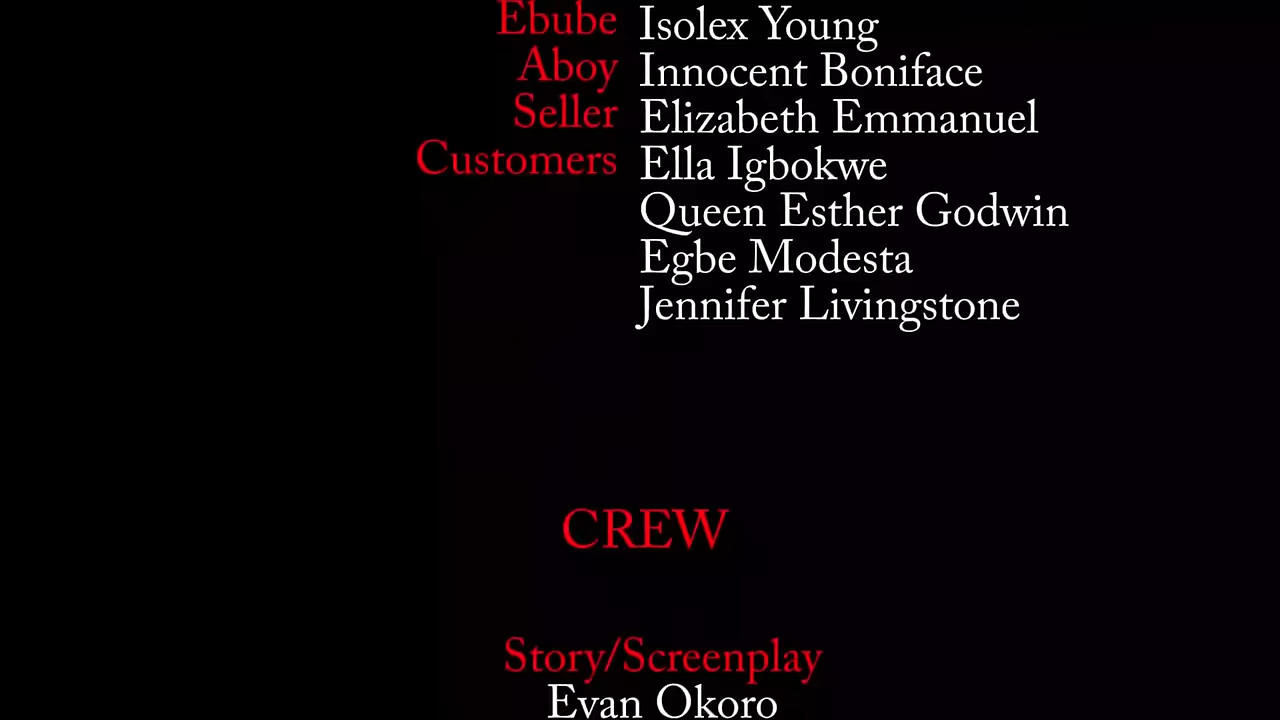 Ebube Isolex Young
Aboy Innocent Boniface
Seller Elizabeth Emmanuel
Customers Ella Igbokwe
Queen Esther Godwin
Egbe Modesta
Jennifer Livingstone
CREW
Story/Screenplay
Evan Okoro